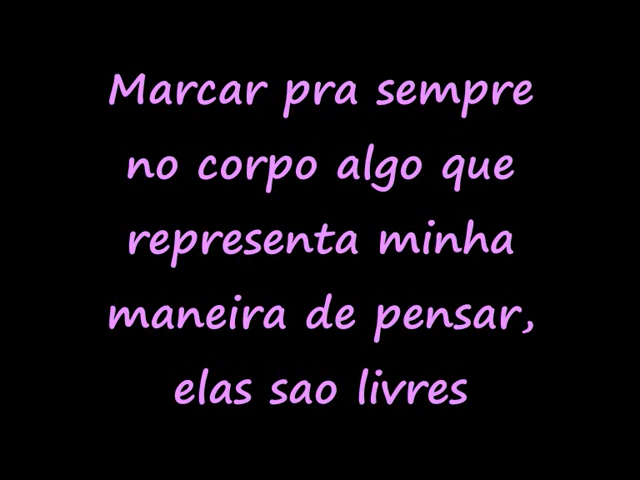 Marcar pra sempre
no corpo algo que
representa minha
maneira de pensar,
elas sao livres